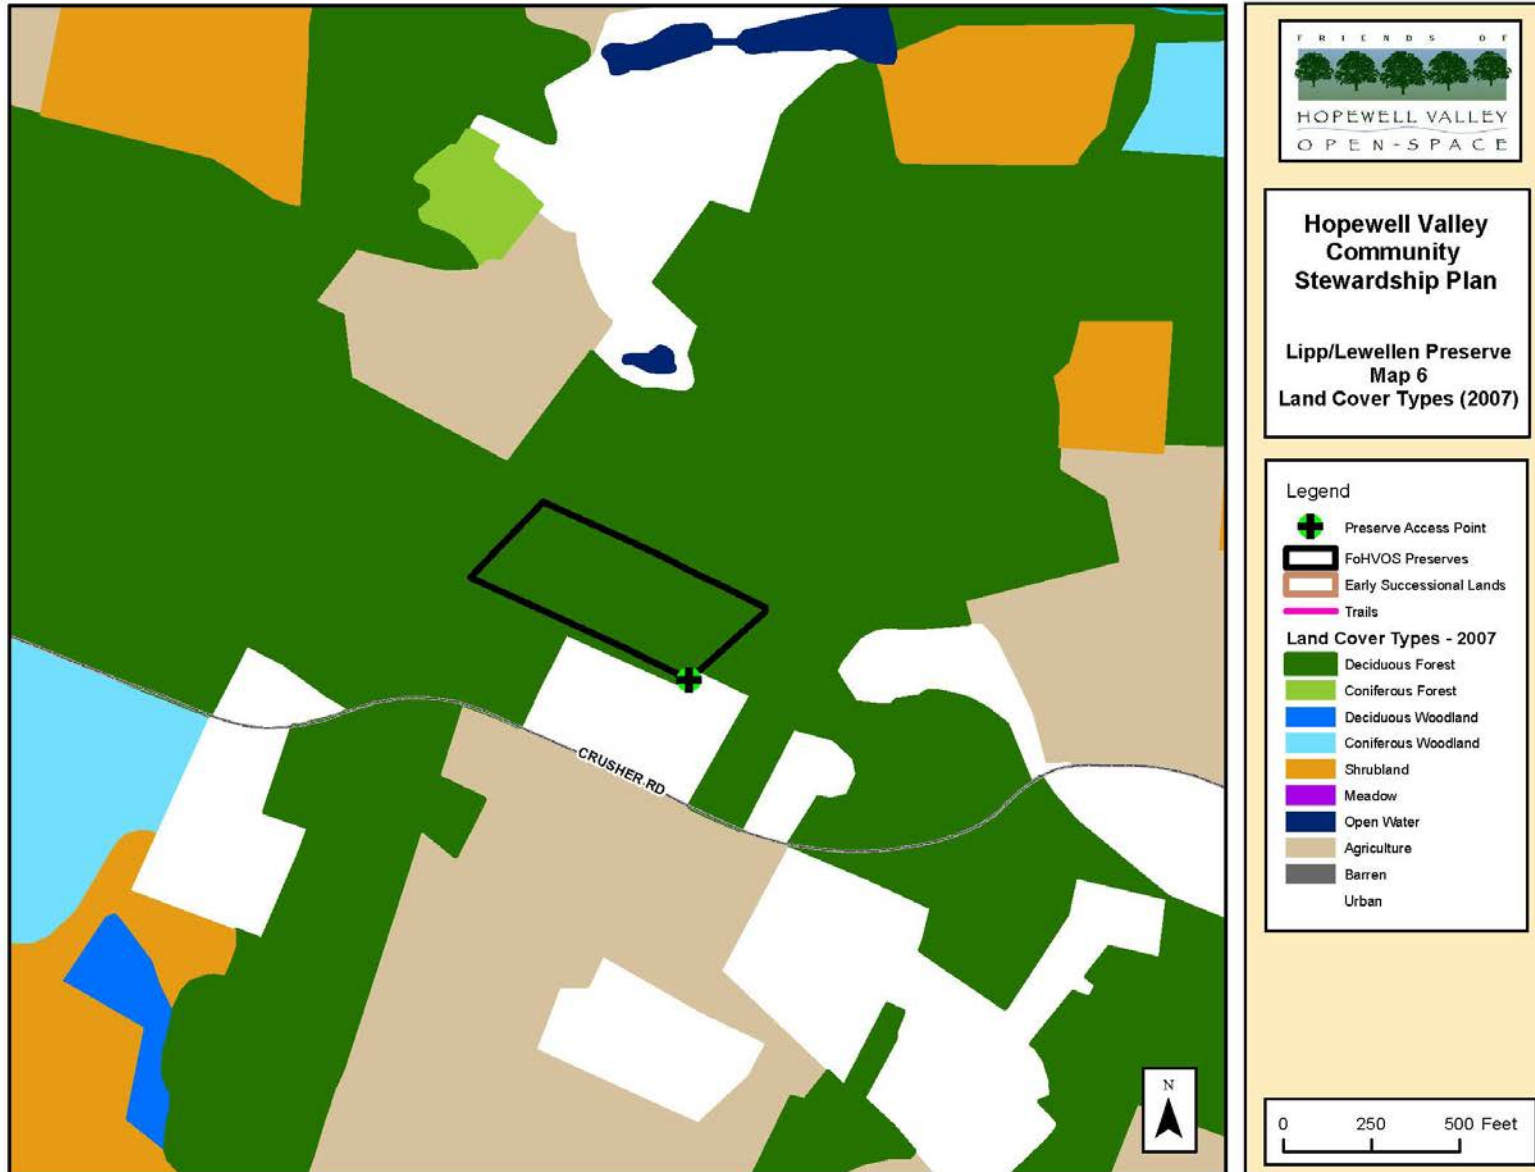 FRIENDS OF
HOPEWELL VALLEY
OPEN-SPACE
Hopewell Valley
Community
Stewardship Plan
Lipp/Lewellen Preserve
Map 6
Land Cover Types (2007)
Legend
Preserve Access Point
FoHVOS Preserves
Early Successional Lands
Trails
Land Cover Types - 2007
Deciduous Forest
Coniferous Forest
Deciduous Woodland
Coniferous Woodland
Shrubland
Meadow
Open Water
Agriculture
Barren
Urban
CRUSHER RD
N
0 250 500 Feet